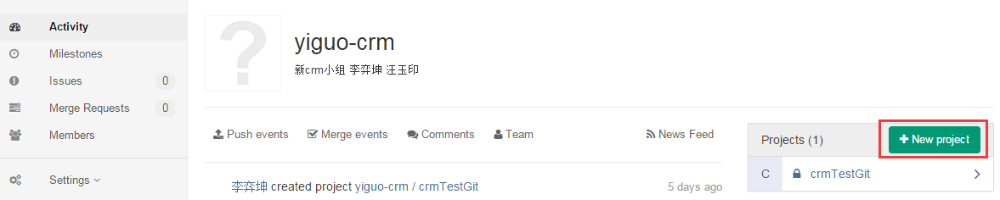 Activity
Milestones
Issues 0
Merge Requests 0
Members
Settings
?
yiguo-crm
新crm小组 李弈坤 汪玉印
Push events Merge events Comments Team News Feed
李弈坤 created project yiguo-crm / crmTestGit 5 days ago
Projects (1) New project
C crmTestGit